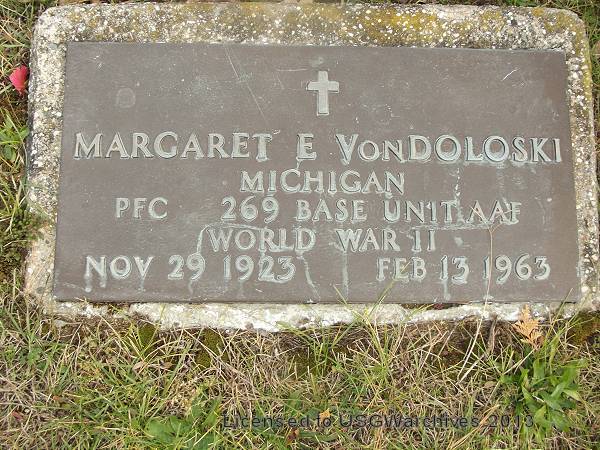 MARGARET E VonDOLOSKI
MICHIGAN
PFC 269 BASE UNIT AAF
WORLD WAR II
NOV 29 1923 FEB 13 1963
Licensed to USGWarchives 2013